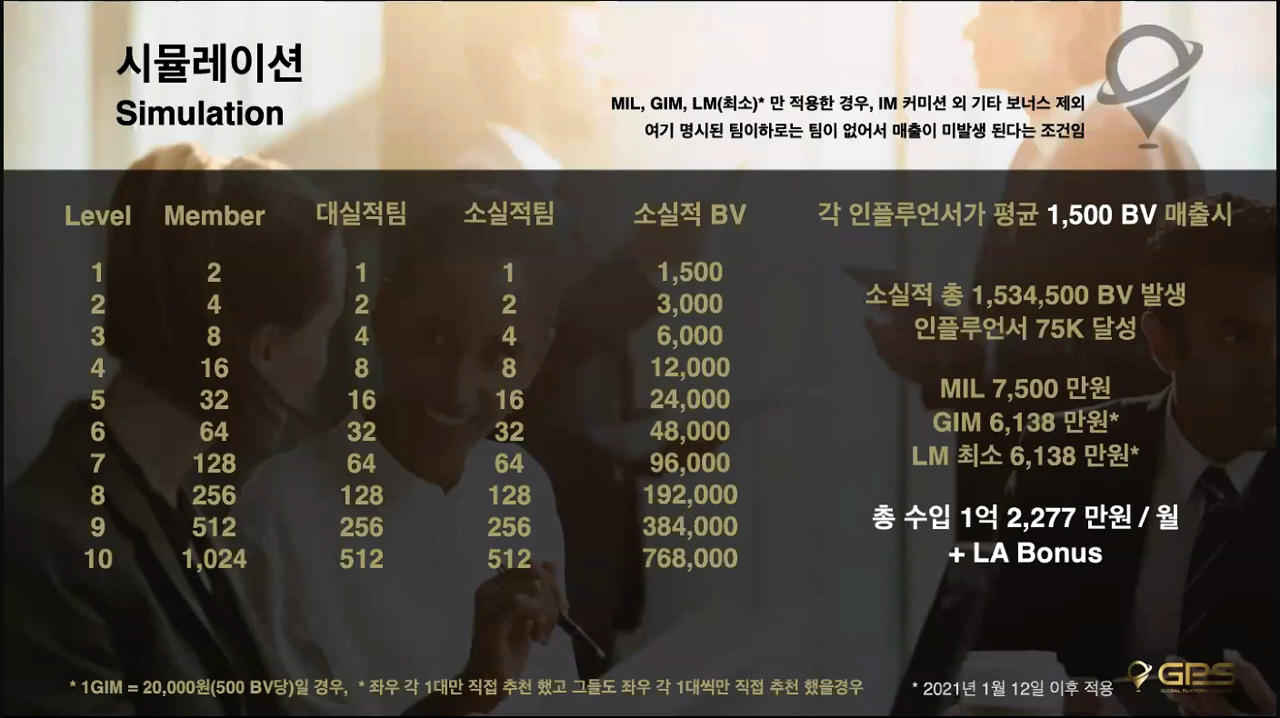 시뮬레이션
Simulation
MIL, GIM, LM(최소)* 만 적용한 경우, IM 커미션 외 기타 보너스 제외
여기 명시된 팀이하로는 팀이 없어서 매출이 미발생 된다는 조건임
Level Member 대실적팀 소실적팀 소실적 BV
1 2 1 1 1,500
2 4 2 2 3,000
3 8 4 4 6,000
4 16 8 8 12,000
5 32 16 16 24,000
6 64 32 32 48,000
7 128 64 64 96,000
8 256 128 128 192,000
9 512 256 256 384,000
10 1,024 512 512 768,000
각 인플루언서가 평균 1,500 BV 매출시
소실적 총 1,534,500 BV 발생
인플루언서 75K 달성
MIL 7,500 만원
GIM 6,138 만원*
LM 최소 6,138 만원*
총 수입 1억 2,277 만원 / 월
+ LA Bonus
* 1GIM = 20,000원(500 BV당)일 경우, * 좌우 각 1대만 직접 추천 했고 그들도 좌우 각 1대씩만 직접 추천 했을경우
* 2021년 1월 12일 이후 적용
GBS